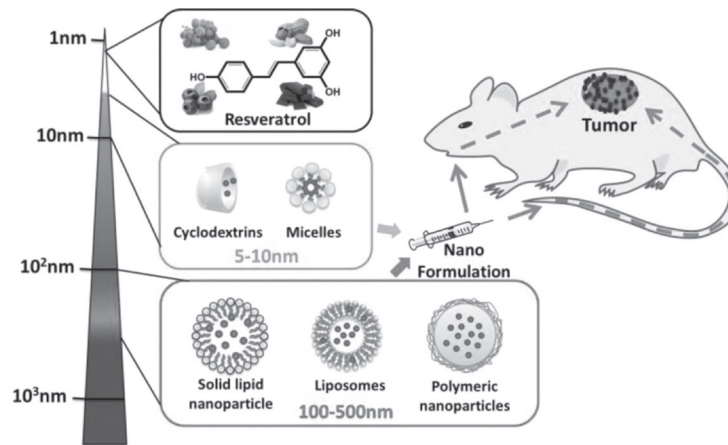 1nm
10nm
10²nm
10³nm
OH
HO
OH
Resveratrol
Cyclodextrins
Micelles
5-10nm
Solid lipid
nanoparticle
Liposomes
Polymeric
nanoparticles
100-500nm
Nano
Formulation
Tumor